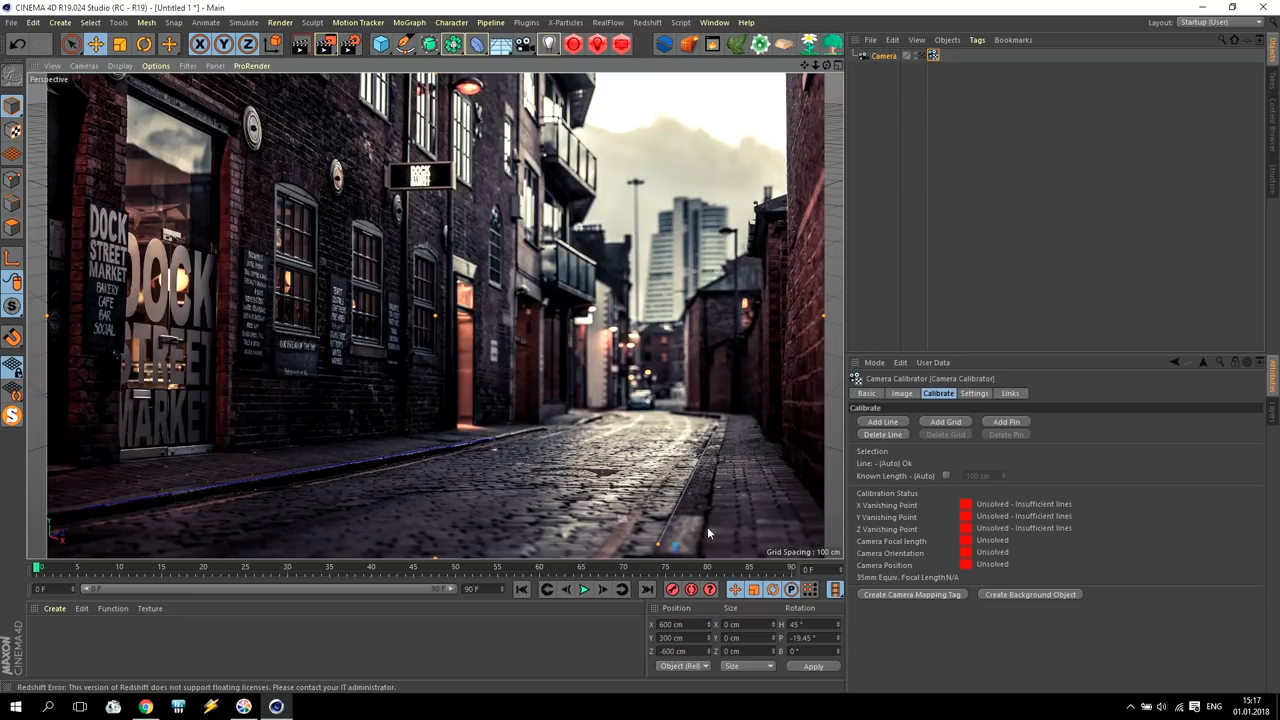 CINEMA 4D R19.024 Studio (RC - R19) - [Untitled 1 *] - Main
File Edit Create Select Tools Mesh Snap Animate Simulate Render Sculpt Motion Tracker MoGraph Character Pipeline Plugins X-Particles RealFlow Redshift Script Window Help Layout: Startup (User)
X Y Z
File Edit View Objects Tags Bookmarks
View Cameras Display Options Filter Panel ProRender
Perspective
Camera
Objects
Takes
Content Browser
Structure
DOCK STREET MARKET BAKERY CAFE BAR SOCIAL
DOCK STREET MARKET
Mode Edit User Data
Camera Calibrator [Camera Calibrator]
Basic Image Calibrate Settings Links
Calibrate
Add Line Add Grid Add Pin
Delete Line Delete Grid Delete Pin
Selection
Line: - (Auto) Ok
Known Length - (Auto) 100 cm
Calibration Status
X Vanishing Point Unsolved - Insufficient lines
Y Vanishing Point Unsolved - Insufficient lines
Z Vanishing Point Unsolved - Insufficient lines
Camera Focal length Unsolved
Camera Orientation Unsolved
Camera Position Unsolved
35mm Equiv. Focal Length N/A
Create Camera Mapping Tag Create Background Object
Attributes
Layers
Y
Z
X
Grid Spacing : 100 cm
0 5 10 15 20 25 30 35 40 45 50 55 60 65 70 75 80 85 90 0 F
0 F 0 F 90 F 90 F
Create Edit Function Texture
Position Size Rotation
X 600 cm X 0 cm H 45 °
Y 300 cm Y 0 cm P -19.45 °
Z -600 cm Z 0 cm B 0 °
Object (Rel) Size Apply
MAXON
CINEMA 4D
Redshift Error: This version of Redshift does not support floating licenses. Please contact your IT administrator.
ENG
15:17
01.01.2018